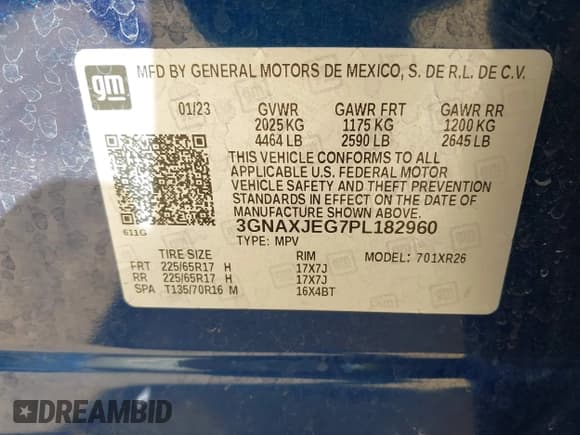 gm
MFD BY GENERAL MOTORS DE MEXICO, S. DE R.L. DE C.V.
01/23 GVWR GAWR FRT GAWR RR
2025 KG 1175 KG 1200 KG
4464 LB 2590 LB 2645 LB
THIS VEHICLE CONFORMS TO ALL
APPLICABLE U.S. FEDERAL MOTOR
VEHICLE SAFETY AND THEFT PREVENTION
STANDARDS IN EFFECT ON THE DATE OF
MANUFACTURE SHOWN ABOVE.
611G
3GNAXJEG7PL182960
TYPE: MPV
TIRE SIZE RIM MODEL: 701XR26
FRT 225/65R17 H 17X7J
RR 225/65R17 H 17X7J
SPA T135/70R16 M 16X4BT
DREAMBID